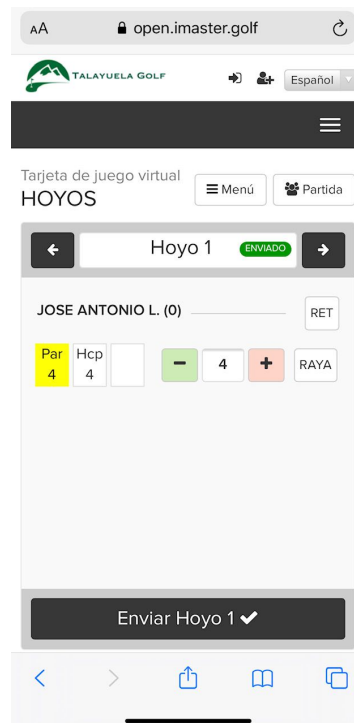 AA open.imaster.golf
TALAYUELA GOLF Español
Tarjeta de juego virtual
HOYOS
Menú Partida
Hoyo 1 ENVIADO
JOSE ANTONIO L. (0) RET
Par Hcp
4 4 − 4 + RAYA
Enviar Hoyo 1